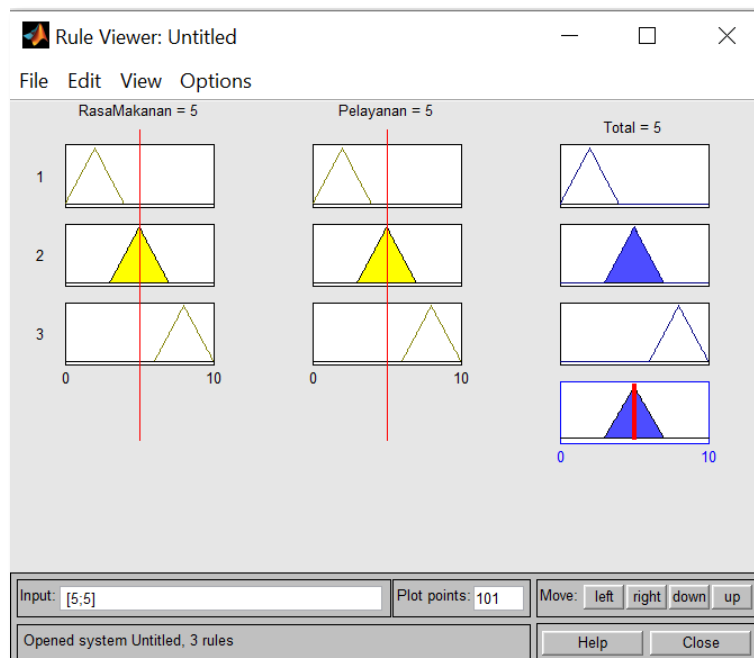 Rule Viewer: Untitled
File Edit View Options
RasaMakanan = 5 Pelayanan = 5
Total = 5
1
2
3
0 10 0 10
0 10
Input: [5;5] Plot points: 101 Move: left right down up
Opened system Untitled, 3 rules Help Close